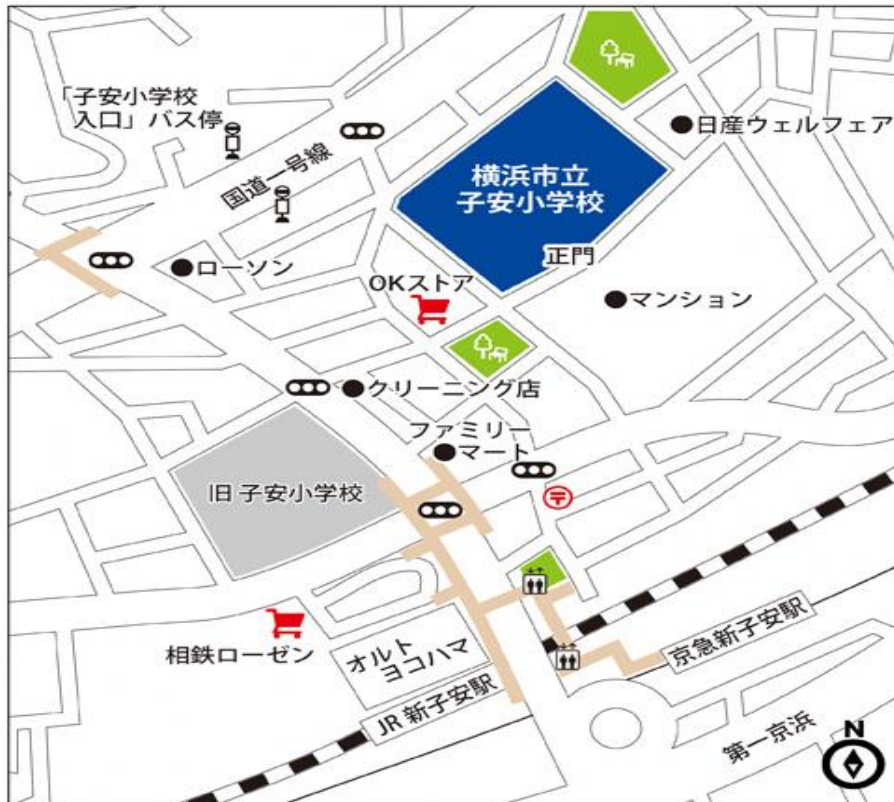 「子安小学校
入口」バス停
国道一号線
日産ウェルフェア
横浜市立
子安小学校
正門
ローソン
OKストア
マンション
クリーニング店
ファミリー
マート
旧 子安小学校
〒
相鉄ローゼン
オルト
ヨコハマ
JR 新子安駅
京急新子安駅
第一京浜
N